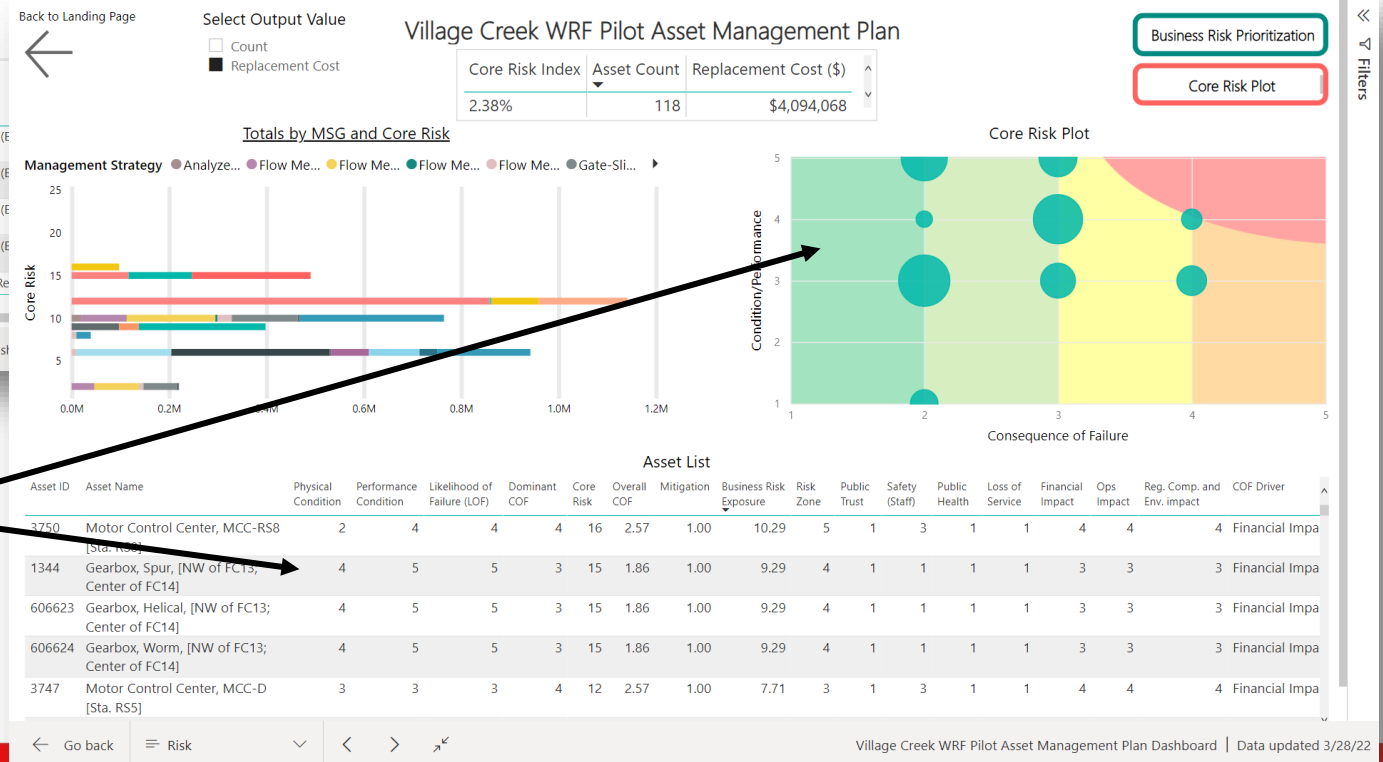 Back to Landing Page
Select Output Value
Count
Replacement Cost
Village Creek WRF Pilot Asset Management Plan
Core Risk Index Asset Count Replacement Cost ($)
2.38% 118 $4,094,068
Business Risk Prioritization
Core Risk Plot
Filters
Totals by MSG and Core Risk
Management Strategy Analyze... Flow Me... Flow Me... Flow Me... Flow Me... Gate-Sli...
Core Risk
25
20
15
10
5
0.0M 0.2M 0.6M 0.8M 1.0M 1.2M
Core Risk Plot
Condition/Performance
5
4
3
2
1
1 2 3 4 5
Consequence of Failure
Asset List
Asset ID Asset Name Physical Condition Performance Condition Likelihood of Failure (LOF) Dominant COF Core Risk Overall COF Mitigation Business Risk Exposure Risk Zone Public Trust Safety (Staff) Public Health Loss of Service Financial Impact Ops Impact Reg. Comp. and Env. impact COF Driver
3750 Motor Control Center, MCC-RS8 2 4 4 4 16 2.57 1.00 10.29 5 1 3 1 1 4 4 4 Financial Impa
[Sta. RS8]
1344 Gearbox, Spur, [NW of FC13; 4 5 5 3 15 1.86 1.00 9.29 4 1 1 1 1 3 3 3 Financial Impa
Center of FC14]
606623 Gearbox, Helical, [NW of FC13; 4 5 5 3 15 1.86 1.00 9.29 4 1 1 1 1 3 3 3 Financial Impa
Center of FC14]
606624 Gearbox, Worm, [NW of FC13; 4 5 5 3 15 1.86 1.00 9.29 4 1 1 1 1 3 3 3 Financial Impa
Center of FC14]
3747 Motor Control Center, MCC-D 3 3 3 4 12 2.57 1.00 7.71 3 1 3 1 1 4 4 4 Financial Impa
[Sta. RS5]
Go back Risk
Village Creek WRF Pilot Asset Management Plan Dashboard | Data updated 3/28/22